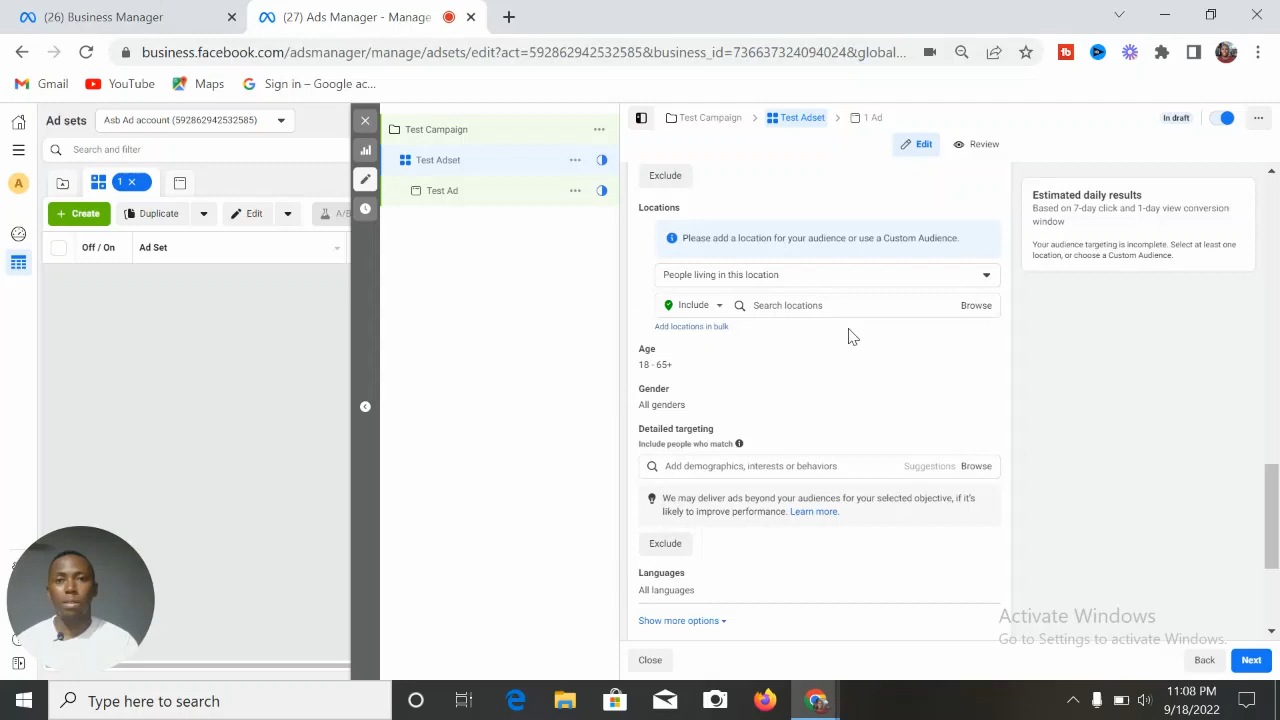 (26) Business Manager
(27) Ads Manager - Manage
business.facebook.com/adsmanager/manage/adsets/edit?act=592862942532585&business_id=736637324094024&global...
Gmail
YouTube
Maps
Sign in – Google ac...
Ad sets
Asb Ad account (592862942532585)
Search and filter
1
Create
Duplicate
Edit
A/B
Off / On
Ad Set
A
Test Campaign
Test Adset
Test Ad
Test Campaign
Test Adset
1 Ad
In draft
Edit
Review
Exclude
Locations
Please add a location for your audience or use a Custom Audience.
People living in this location
Include
Search locations
Browse
Add locations in bulk
Age
18 - 65+
Gender
All genders
Detailed targeting
Include people who match
Add demographics, interests or behaviors
Suggestions
Browse
We may deliver ads beyond your audiences for your selected objective, if it's
likely to improve performance. Learn more.
Exclude
Languages
All languages
Show more options
Estimated daily results
Based on 7-day click and 1-day view conversion
window
Your audience targeting is incomplete. Select at least one
location, or choose a Custom Audience.
Activate Windows
Go to Settings to activate Windows.
Close
Back
Next
Type here to search
11:08 PM
9/18/2022